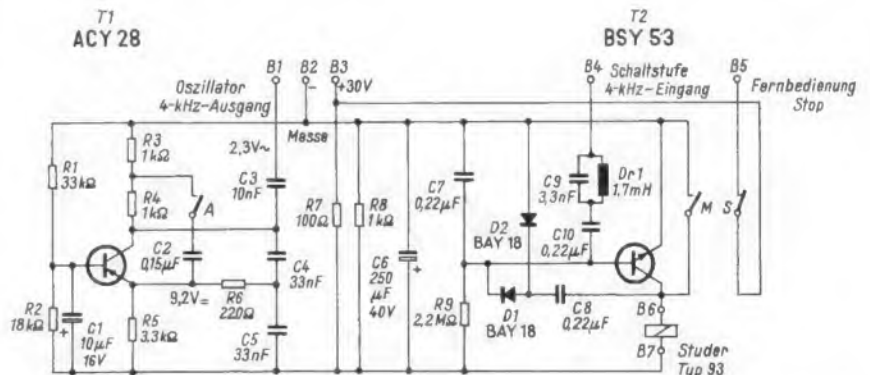 T1
ACY 28
T2
BSY 53
B1
B2
B3
B4
B5
Oszillator
4-kHz-Ausgang
-
+30V
Schaltstufe
4-kHz-Eingang
Fernbedienung
Stop
Masse
2,3V~
R1
33kΩ
R3
1kΩ
R4
1kΩ
A
C2
0,15µF
C3
10nF
C4
33nF
C5
33nF
9,2V=
R6
220Ω
R2
18kΩ
C1
10µF
16V
+
R5
3,3kΩ
R7
100Ω
R8
1kΩ
C6
250
µF
40V
+
C7
0,22µF
R9
2,2MΩ
D2
BAY 18
D1
BAY 18
C9
3,3nF
Dr1
1,7mH
C10
0,22µF
C8
0,22µF
M
S
B6
B7
Studer
Typ 93